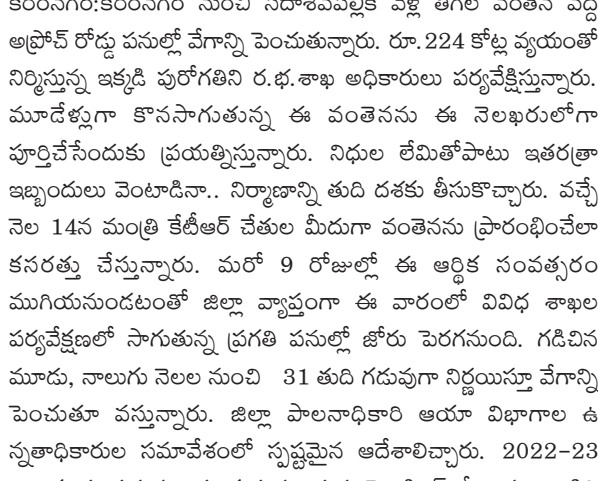 కరీంనగర్:కరీంనగర్ నుంచి సదాశివపల్లికి వెళ్లే తీగల వంతెన వద్ద
అప్రోచ్ రోడ్డు పనుల్లో వేగాన్ని పెంచుతున్నారు. రూ.224 కోట్ల వ్యయంతో
నిర్మిస్తున్న ఇక్కడి పురోగతిని ర.భ.శాఖ అధికారులు పర్యవేక్షిస్తున్నారు.
మూడేళ్లుగా కొనసాగుతున్న ఈ వంతెనను ఈ నెలఖరులోగా
పూర్తిచేసేందుకు ప్రయత్నిస్తున్నారు. నిధుల లేమితోపాటు ఇతరత్రా
ఇబ్బందులు వెంటాడినా.. నిర్మాణాన్ని తుది దశకు తీసుకొచ్చారు. వచ్చే
నెల 14న మంత్రి కేటీఆర్ చేతుల మీదుగా వంతెనను ప్రారంభించేలా
కసరత్తు చేస్తున్నారు. మరో 9 రోజుల్లో ఈ ఆర్థిక సంవత్సరం
ముగియనుండటంతో జిల్లా వ్యాప్తంగా ఈ వారంలో వివిధ శాఖల
పర్యవేక్షణలో సాగుతున్న ప్రగతి పనుల్లో జోరు పెరగనుంది. గడిచిన
మూడు, నాలుగు నెలల నుంచి 31 తుది గడువుగా నిర్ణయిస్తూ వేగాన్ని
పెంచుతూ వస్తున్నారు. జిల్లా పాలనాధికారి ఆయా విభాగాల ఉ
న్నతాధికారుల సమావేశంలో స్పష్టమైన ఆదేశాలిచ్చారు. 2022-23